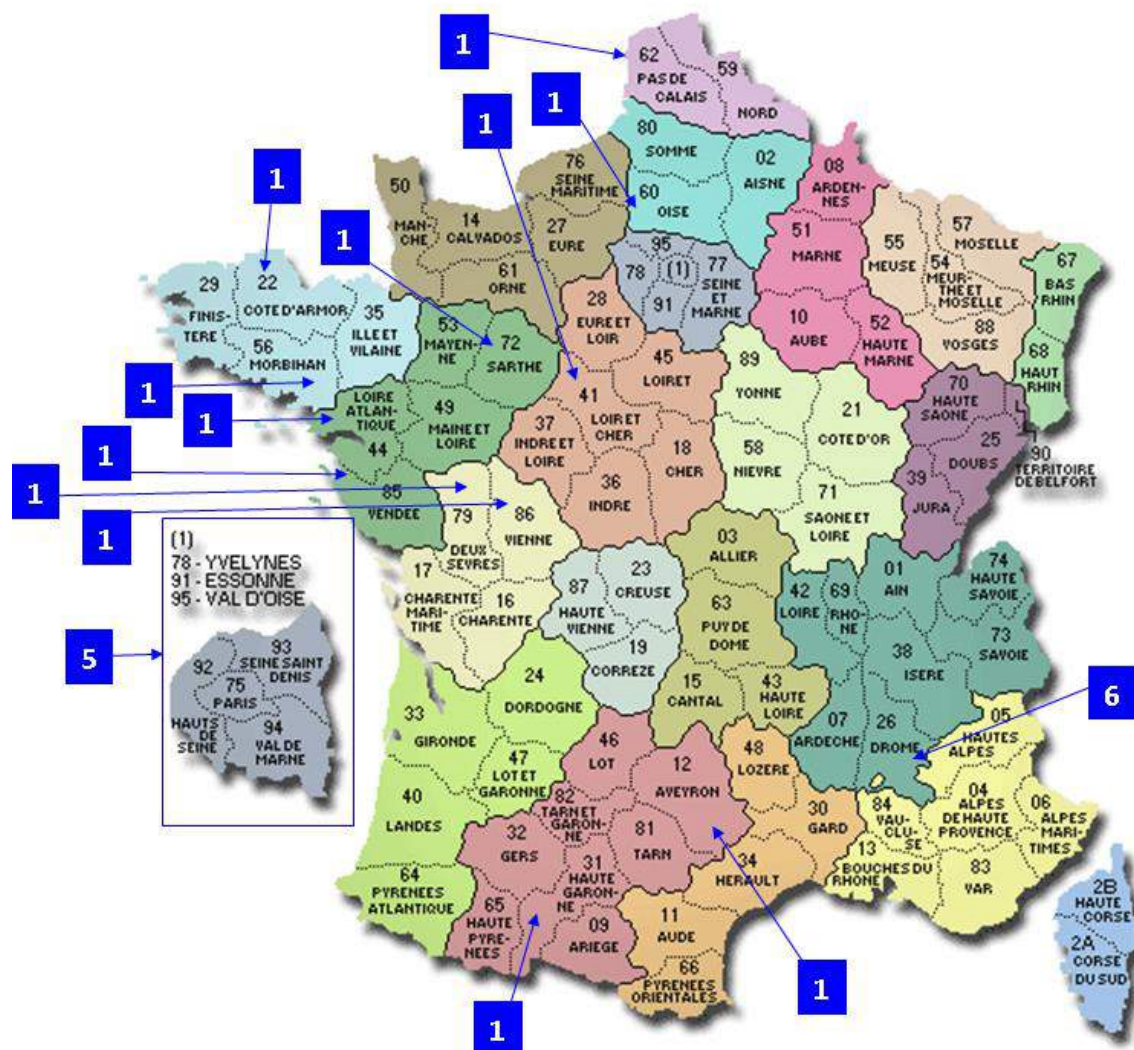 1
62
PAS DE
CALAIS
59
NORD
1
1
80
SOMME
02
AISNE
60
OISE
08
ARDEN-
NES
76
SEINE
MARITIME
50
MAN-
CHE
14
CALVADOS
27
EURE
61
ORNE
1
1
95
78
(1)
77
SEINE
ET
MARNE
91
51
MARNE
10
AUBE
52
HAUTE
MARNE
55
MEUSE
57
MOSELLE
54
MEUR-
THE ET
MOSELLE
88
VOSGES
67
BAS
RHIN
68
HAUT
RHIN
29
FINIS-
TERE
22
COTE D'ARMOR
35
ILLE ET
VILAINE
56
MORBIHAN
53
MAYEN-
NE
72
SARTHE
28
EURE ET
LOIR
45
LOIRET
41
LOIR ET
CHER
37
INDRE ET
LOIRE
18
CHER
36
INDRE
89
YONNE
21
COTE D'OR
58
NIEVRE
71
SAONE ET
LOIRE
70
HAUTE
SAONE
25
DOUBS
39
JURA
90
TERRITOIRE
DE BELFORT
1
1
1
1
1
LOIRE
ATLAN-
TIQUE
44
49
MAINE ET
LOIRE
85
VENDEE
79
DEUX
SEVRES
86
VIENNE
17
CHARENTE
MARI-
TIME
16
CHARENTE
87
HAUTE
VIENNE
23
CREUSE
19
CORREZE
03
ALLIER
63
PUY DE
DOME
15
CANTAL
43
HAUTE
LOIRE
42
LOIRE
69
RHO-
NE
01
AIN
74
HAUTE
SAVOIE
73
SAVOIE
38
ISERE
07
ARDECHE
26
DROME
6
(1)
78 - YVELYNES
91 - ESSONNE
95 - VAL D'OISE
5
92
HAUTS
DE
SEINE
93
SEINE SAINT
DENIS
75
PARIS
94
VAL DE
MARNE
24
DORDOGNE
33
GIRONDE
47
LOT ET
GARONNE
40
LANDES
64
PYRENEES
ATLANTIQUE
46
LOT
12
AVEYRON
82
TARN ET
GARON-
NE
32
GERS
81
TARN
31
HAUTE
GARON-
NE
65
HAUTE
PYRE-
NEES
09
ARIEGE
48
LOZERE
30
GARD
34
HERAULT
11
AUDE
66
PYRENEES
ORIENTALES
05
HAUTES
ALPES
04
ALPES
DE HAUTE
PROVENCE
06
ALPES
MARI-
TIMES
84
VAU-
CLU-
SE
13
BOUCHES DU
RHONE
83
VAR
2B
HAUTE
CORSE
2A
CORSE
DU SUD
1
1